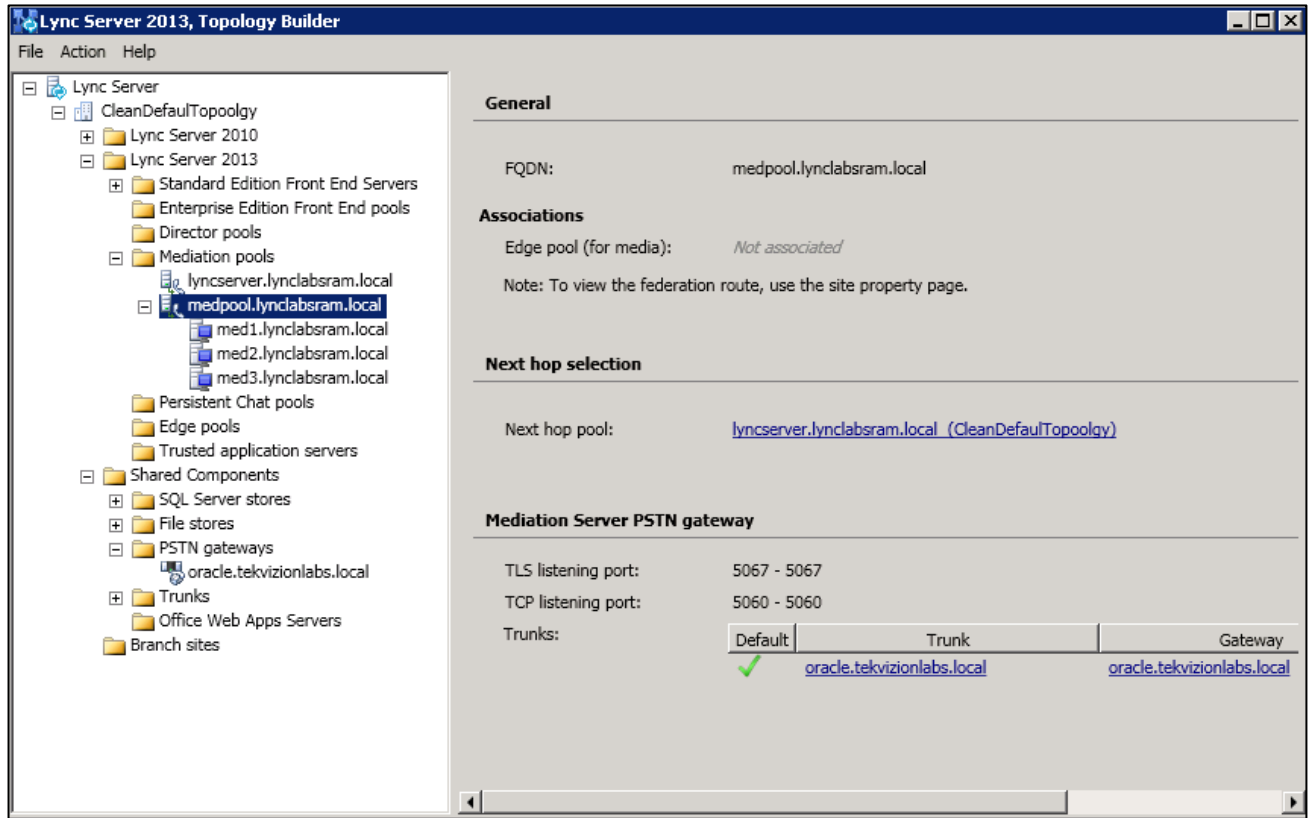 Lync Server 2013, Topology Builder
File Action Help
Lync Server
CleanDefaulTopoolgy
Lync Server 2010
Lync Server 2013
Standard Edition Front End Servers
Enterprise Edition Front End pools
Director pools
Mediation pools
lyncserver.lynclabsram.local
medpool.lynclabsram.local
med1.lynclabsram.local
med2.lynclabsram.local
med3.lynclabsram.local
Persistent Chat pools
Edge pools
Trusted application servers
Shared Components
SQL Server stores
File stores
PSTN gateways
oracle.tekvizionlabs.local
Trunks
Office Web Apps Servers
Branch sites
General
FQDN: medpool.lynclabsram.local
Associations
Edge pool (for media): Not associated
Note: To view the federation route, use the site property page.
Next hop selection
Next hop pool: lyncserver.lynclabsram.local (CleanDefaulTopoolgy)
Mediation Server PSTN gateway
TLS listening port: 5067 - 5067
TCP listening port: 5060 - 5060
Trunks:
Default Trunk Gateway
oracle.tekvizionlabs.local oracle.tekvizionlabs.local